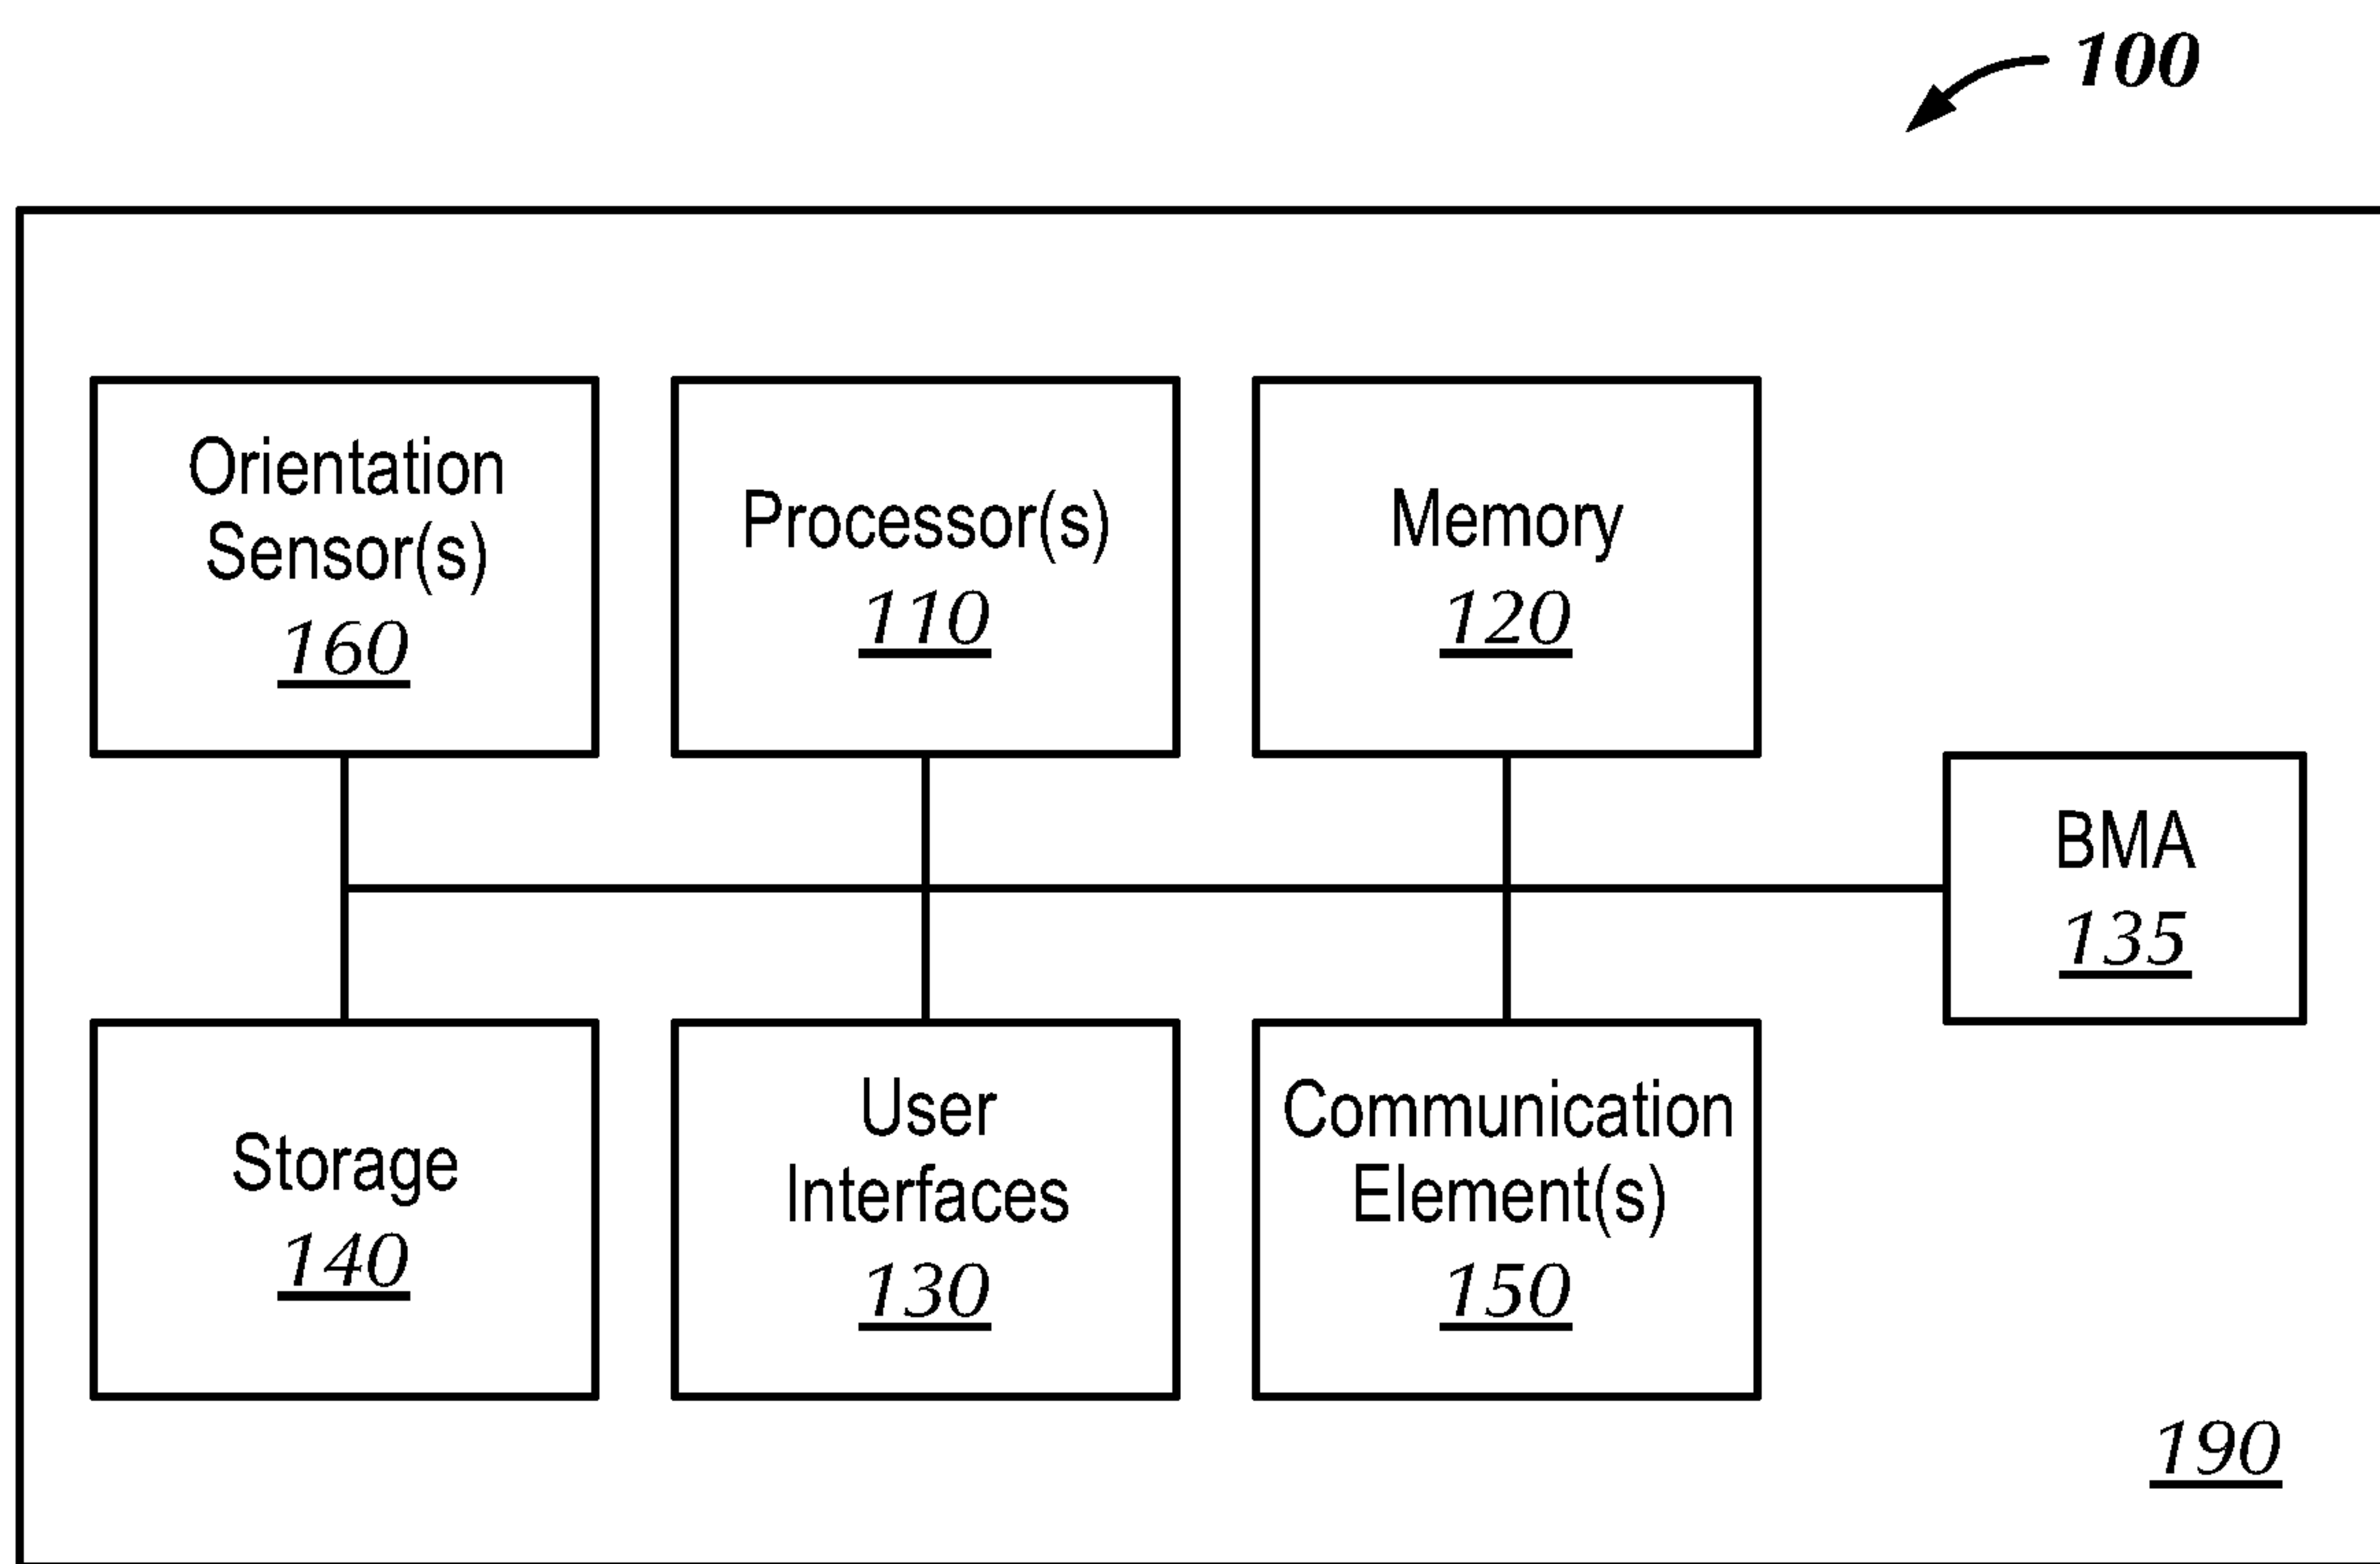 100
Orientation
Sensor(s)
160
Processor(s)
110
Memory
120
BMA
135
Storage
140
User
Interfaces
130
Communication
Element(s)
150
190